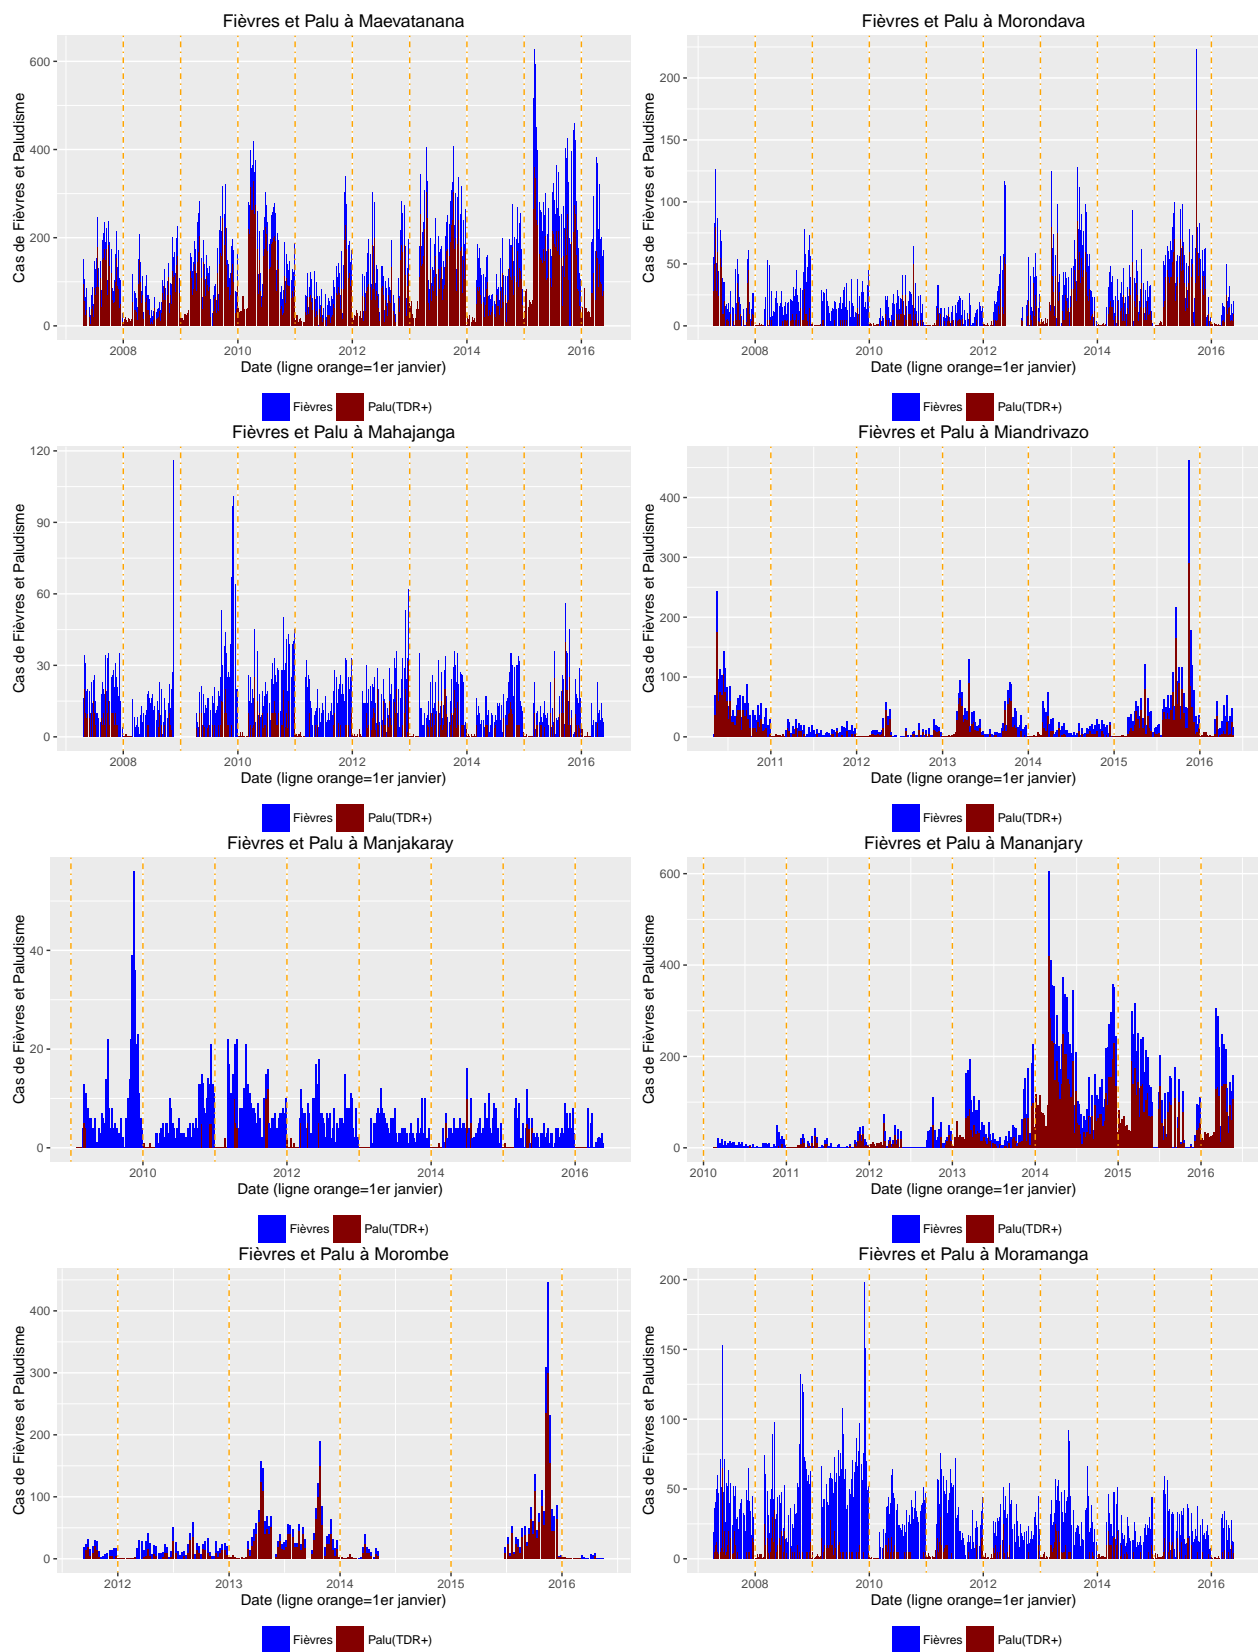 Fièvres et Palu à Maevatanana
Cas de Fièvres et Paludisme
600
400
200
0
2008 2010 2012 2014 2016
Date (ligne orange=1er janvier)
Fièvres Palu(TDR+)
Fièvres et Palu à Morondava
Cas de Fièvres et Paludisme
200
150
100
50
0
2008 2010 2012 2014 2016
Date (ligne orange=1er janvier)
Fièvres Palu(TDR+)
Fièvres et Palu à Mahajanga
Cas de Fièvres et Paludisme
120
90
60
30
0
2008 2010 2012 2014 2016
Date (ligne orange=1er janvier)
Fièvres Palu(TDR+)
Fièvres et Palu à Miandrivazo
Cas de Fièvres et Paludisme
400
300
200
100
0
2011 2012 2013 2014 2015 2016
Date (ligne orange=1er janvier)
Fièvres Palu(TDR+)
Fièvres et Palu à Manjakaray
Cas de Fièvres et Paludisme
40
20
0
2010 2012 2014 2016
Date (ligne orange=1er janvier)
Fièvres Palu(TDR+)
Fièvres et Palu à Mananjary
Cas de Fièvres et Paludisme
600
400
200
0
2010 2011 2012 2013 2014 2015 2016
Date (ligne orange=1er janvier)
Fièvres Palu(TDR+)
Fièvres et Palu à Morombe
Cas de Fièvres et Paludisme
400
300
200
100
0
2012 2013 2014 2015 2016
Date (ligne orange=1er janvier)
Fièvres Palu(TDR+)
Fièvres et Palu à Moramanga
Cas de Fièvres et Paludisme
200
150
100
50
0
2008 2010 2012 2014 2016
Date (ligne orange=1er janvier)
Fièvres Palu(TDR+)